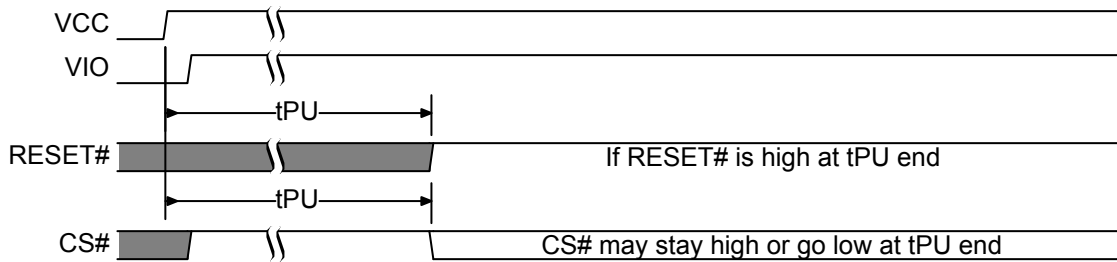 VCC
VIO
tPU
RESET#
If RESET# is high at tPU end
tPU
CS#
CS# may stay high or go low at tPU end